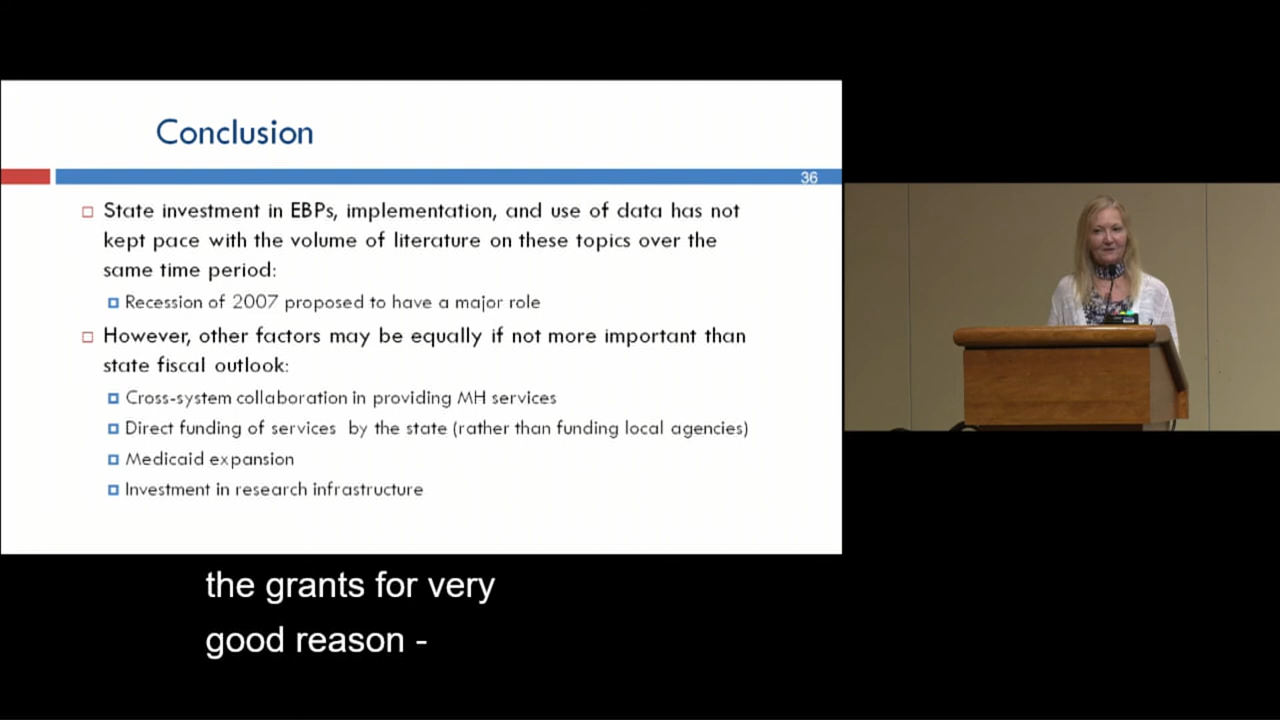 Conclusion
36
State investment in EBPs, implementation, and use of data has not
kept pace with the volume of literature on these topics over the
same time period:
Recession of 2007 proposed to have a major role
However, other factors may be equally if not more important than
state fiscal outlook:
Cross-system collaboration in providing MH services
Direct funding of services by the state (rather than funding local agencies)
Medicaid expansion
Investment in research infrastructure
the grants for very
good reason -